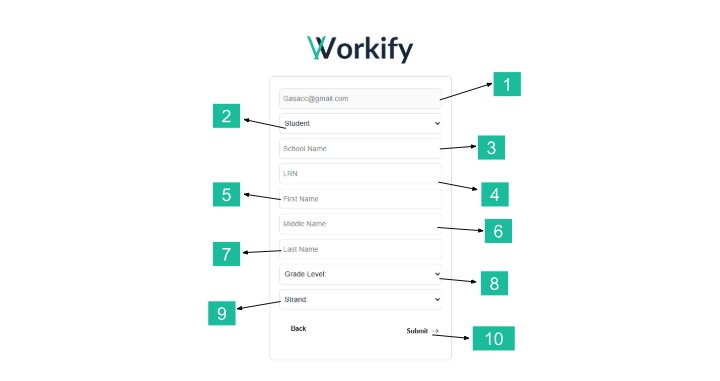 Workify
Gasacc@gmail.com
1
2
Student
School Name
3
LRN
4
5
First Name
Middle Name
6
7
Last Name
Grade Level:
8
9
Strand:
Back
Submit →
10